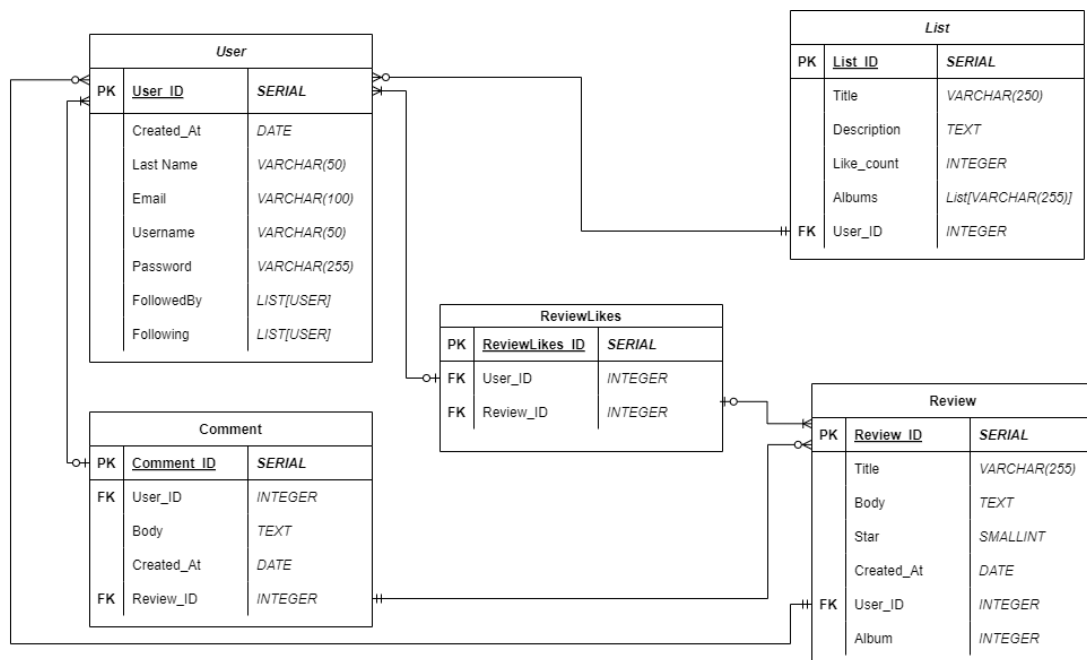 User
PK User_ID SERIAL
Created_At DATE
Last Name VARCHAR(50)
Email VARCHAR(100)
Username VARCHAR(50)
Password VARCHAR(255)
FollowedBy LIST[USER]
Following LIST[USER]
List
PK List_ID SERIAL
Title VARCHAR(250)
Description TEXT
Like_count INTEGER
Albums List[VARCHAR(255)]
FK User_ID INTEGER
ReviewLikes
PK ReviewLikes_ID SERIAL
FK User_ID INTEGER
FK Review_ID INTEGER
Comment
PK Comment_ID SERIAL
FK User_ID INTEGER
Body TEXT
Created_At DATE
FK Review_ID INTEGER
Review
PK Review_ID SERIAL
Title VARCHAR(255)
Body TEXT
Star SMALLINT
Created_At DATE
FK User_ID INTEGER
Album INTEGER